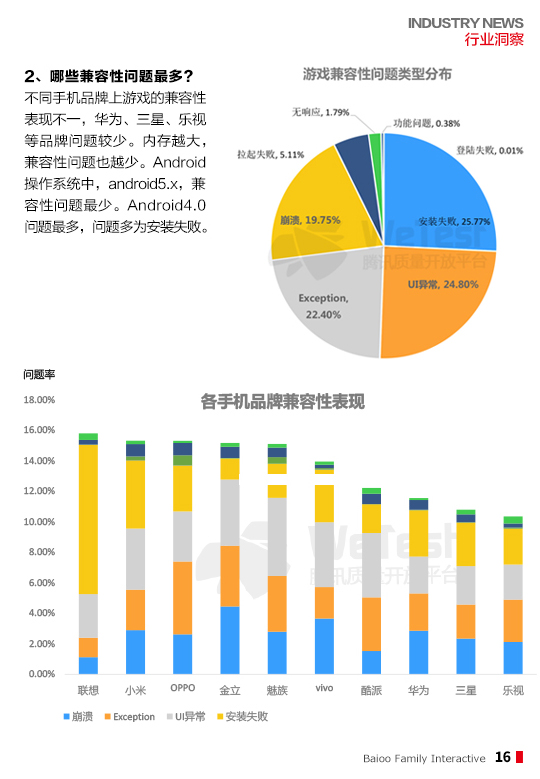 INDUSTRY NEWS
行业洞察
2、哪些兼容性问题最多？
不同手机品牌上游戏的兼容性
表现不一，华为、三星、乐视
等品牌问题较少。内存越大，
兼容性问题也越少。Android
操作系统中，android5.x，兼
容性问题最少。Android4.0
问题最多，问题多为安装失败。
游戏兼容性问题类型分布
无响应, 1.79%
功能问题, 0.38%
拉起失败, 5.11%
登陆失败, 0.01%
崩溃, 19.75%
安装失败, 25.77%
WeTest
腾讯质量开放平台
UI异常, 24.80%
Exception,
22.40%
问题率
各手机品牌兼容性表现
18.00%
16.00%
14.00%
12.00%
10.00%
8.00%
6.00%
4.00%
2.00%
0.00%
WeTest
腾讯质量开放平台
联想 小米 OPPO 金立 魅族 vivo 酷派 华为 三星 乐视
崩溃 Exception UI异常 安装失败
Baioo Family Interactive 16